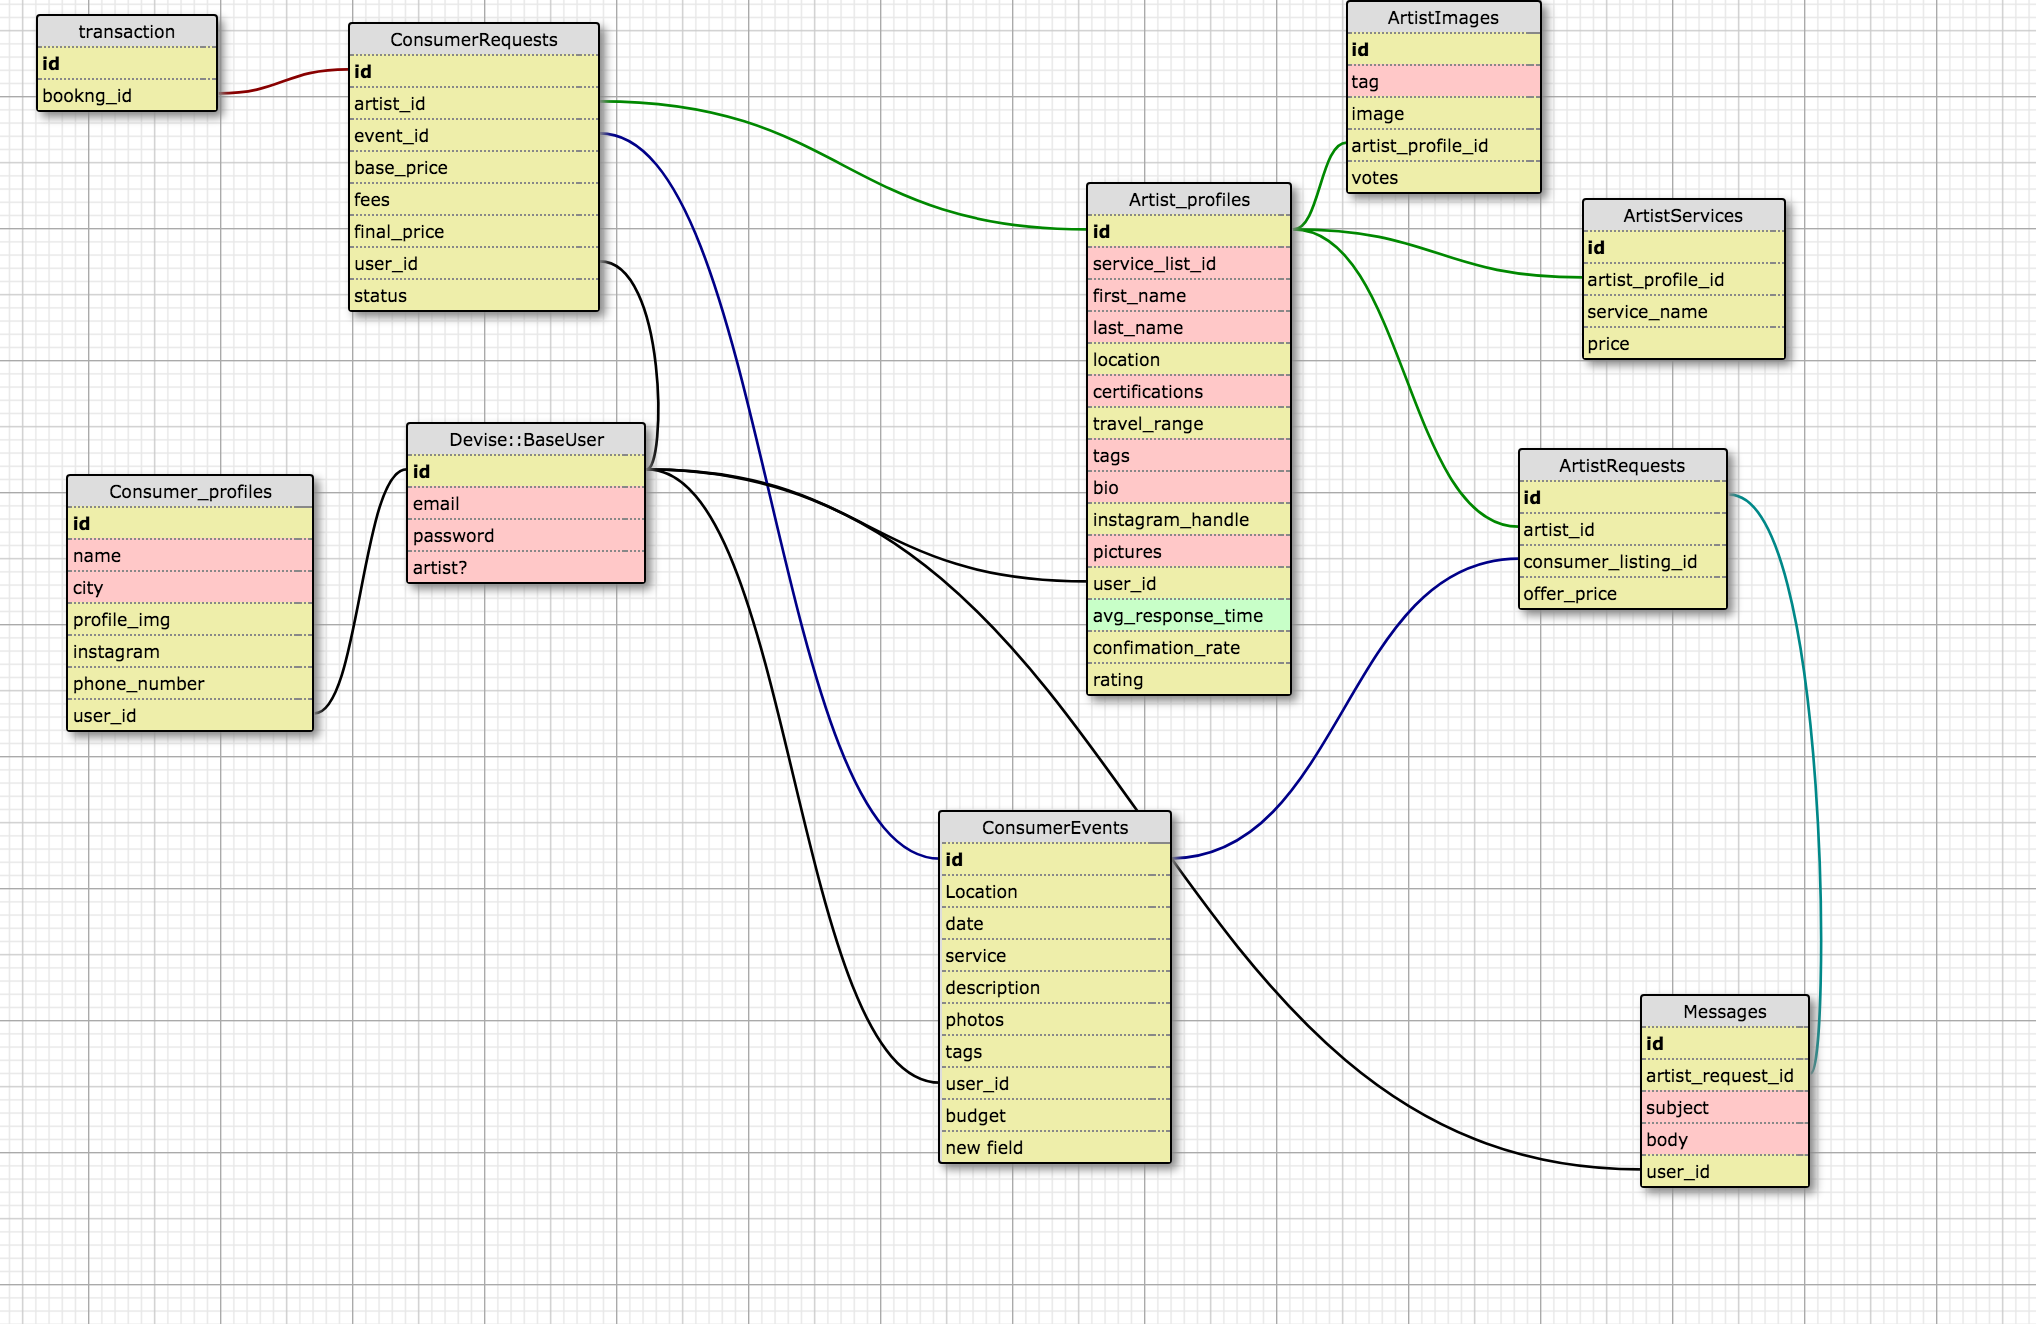 transaction
id
bookng_id
ConsumerRequests
id
artist_id
event_id
base_price
fees
final_price
user_id
status
ArtistImages
id
tag
image
artist_profile_id
votes
Artist_profiles
id
service_list_id
first_name
last_name
location
certifications
travel_range
tags
bio
instagram_handle
pictures
user_id
avg_response_time
confimation_rate
rating
ArtistServices
id
artist_profile_id
service_name
price
Devise::BaseUser
id
email
password
artist?
Consumer_profiles
id
name
city
profile_img
instagram
phone_number
user_id
ArtistRequests
id
artist_id
consumer_listing_id
offer_price
ConsumerEvents
id
Location
date
service
description
photos
tags
user_id
budget
new field
Messages
id
artist_request_id
subject
body
user_id